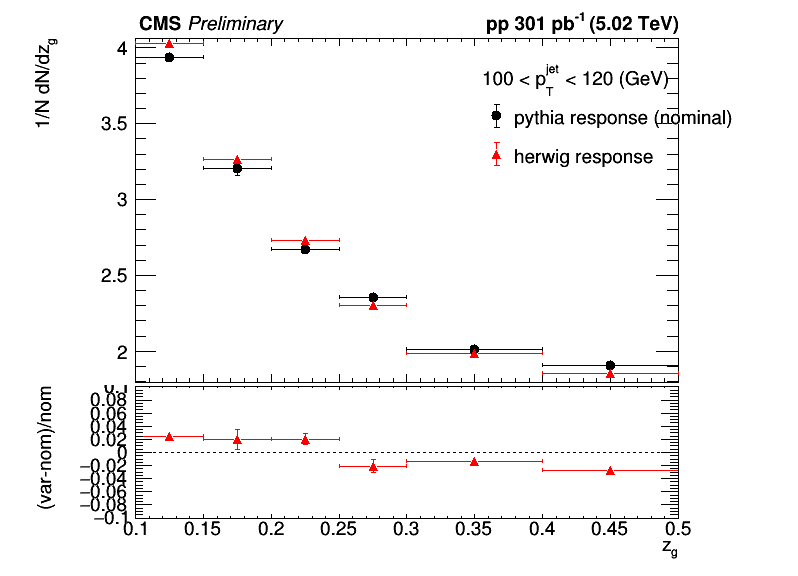 CMS Preliminary pp 301 pb-1 (5.02 TeV)
1/N dN/dzg
4
3.5
3
2.5
2
100 < pTjet < 120 (GeV)
pythia response (nominal)
herwig response
(var-nom)/nom
0.1
0.08
0.06
0.04
0.02
0
−0.02
−0.04
−0.06
−0.08
−0.1
0.1 0.15 0.2 0.25 0.3 0.35 0.4 0.45 0.5
zg